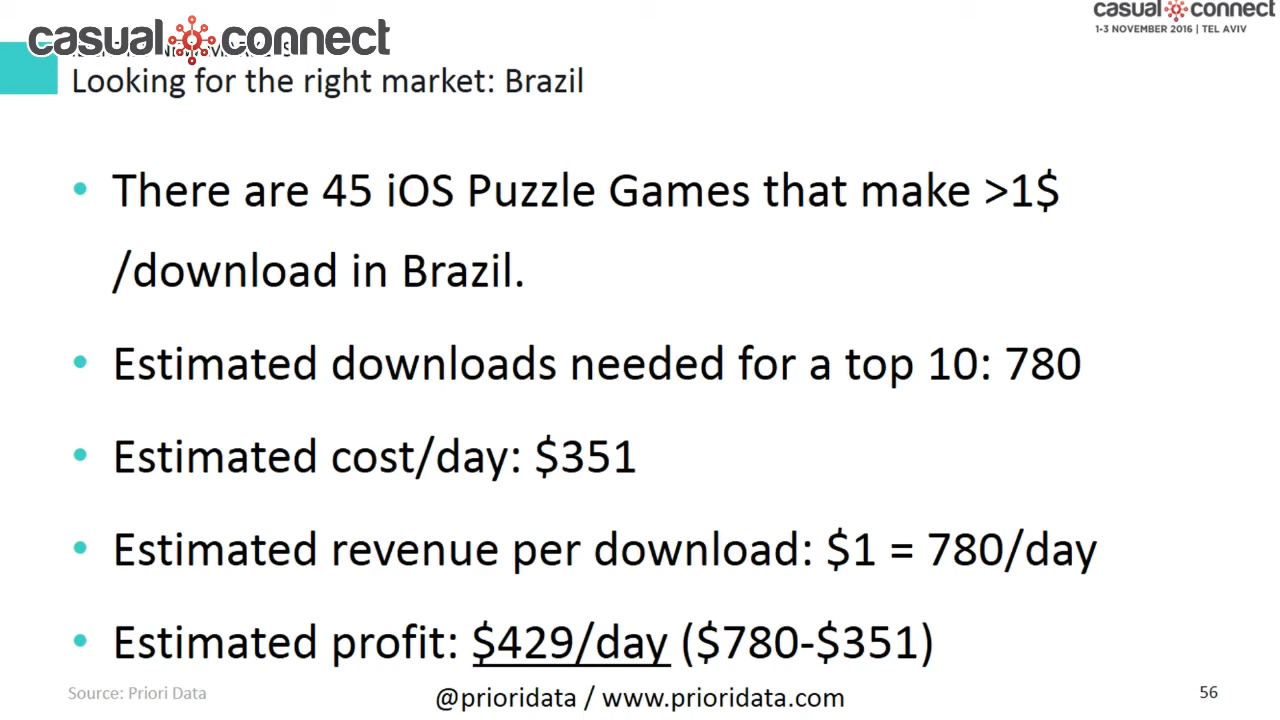 casual connect
casual connect
1-3 NOVEMBER 2016 | TEL AVIV
Looking for the right market: Brazil
• There are 45 iOS Puzzle Games that make >1$
/download in Brazil.
• Estimated downloads needed for a top 10: 780
• Estimated cost/day: $351
• Estimated revenue per download: $1 = 780/day
• Estimated profit: $429/day ($780-$351)
Source: Priori Data
@prioridata / www.prioridata.com
56